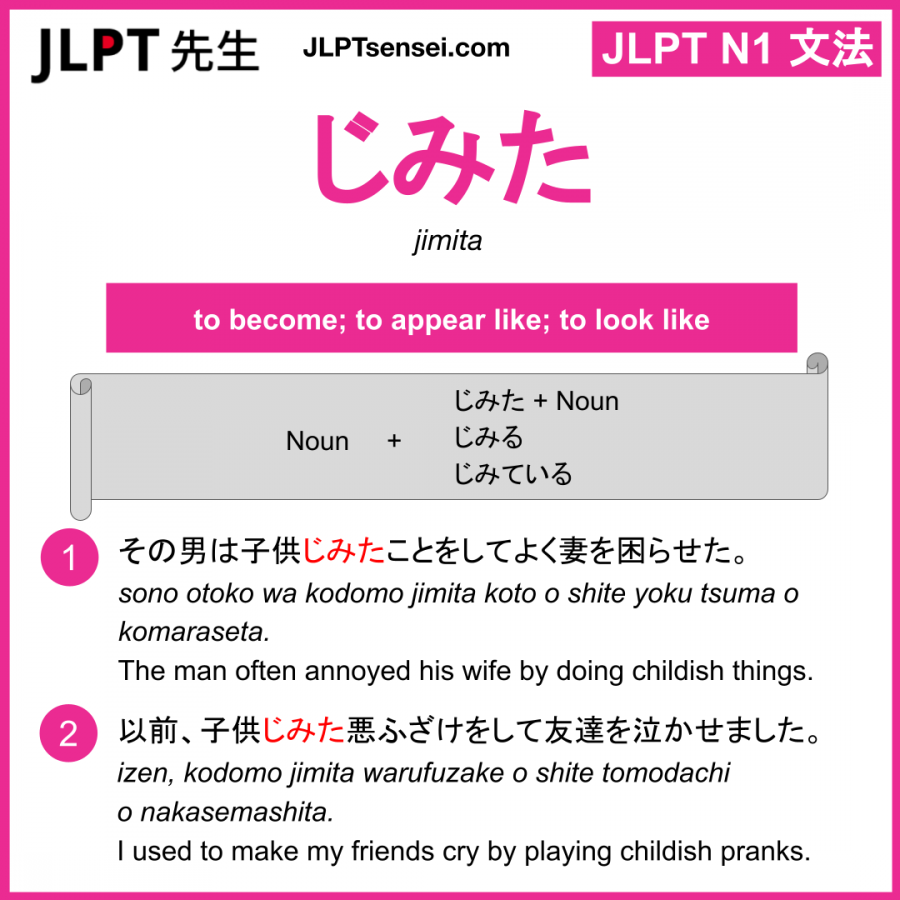 JLPT 先生
JLPTsensei.com
JLPT N1 文法
じみた
jimita
to become; to appear like; to look like
Noun + じみた + Noun
じみる
じみている
1 その男は子供じみたことをしてよく妻を困らせた。
sono otoko wa kodomo jimita koto o shite yoku tsuma o
komaraseta.
The man often annoyed his wife by doing childish things.
2 以前、子供じみた悪ふざけをして友達を泣かせました。
izen, kodomo jimita warufuzake o shite tomodachi
o nakasemashita.
I used to make my friends cry by playing childish pranks.